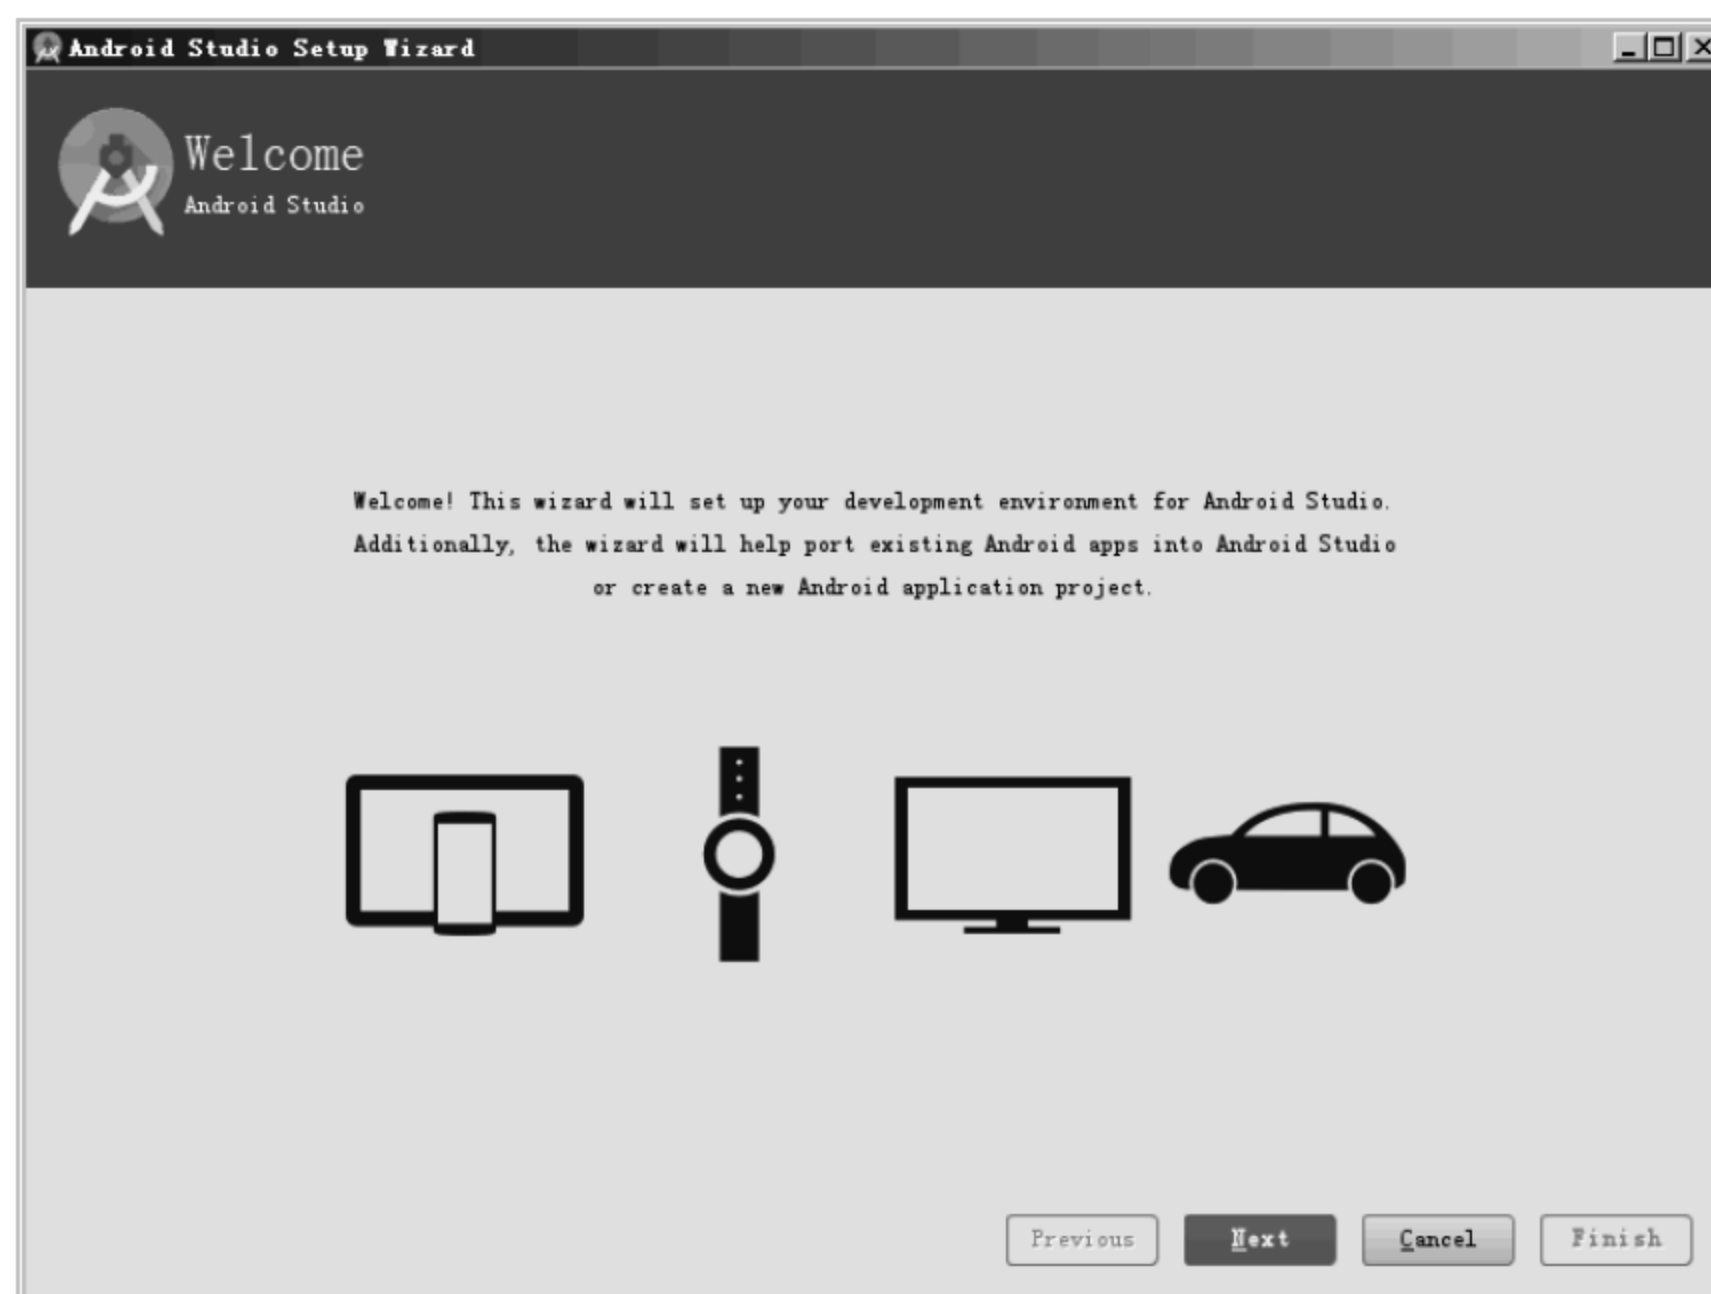 Android Studio Setup Wizard
Welcome
Android Studio
Welcome! This wizard will set up your development environment for Android Studio.
Additionally, the wizard will help port existing Android apps into Android Studio
or create a new Android application project.
Previous Next Cancel Finish